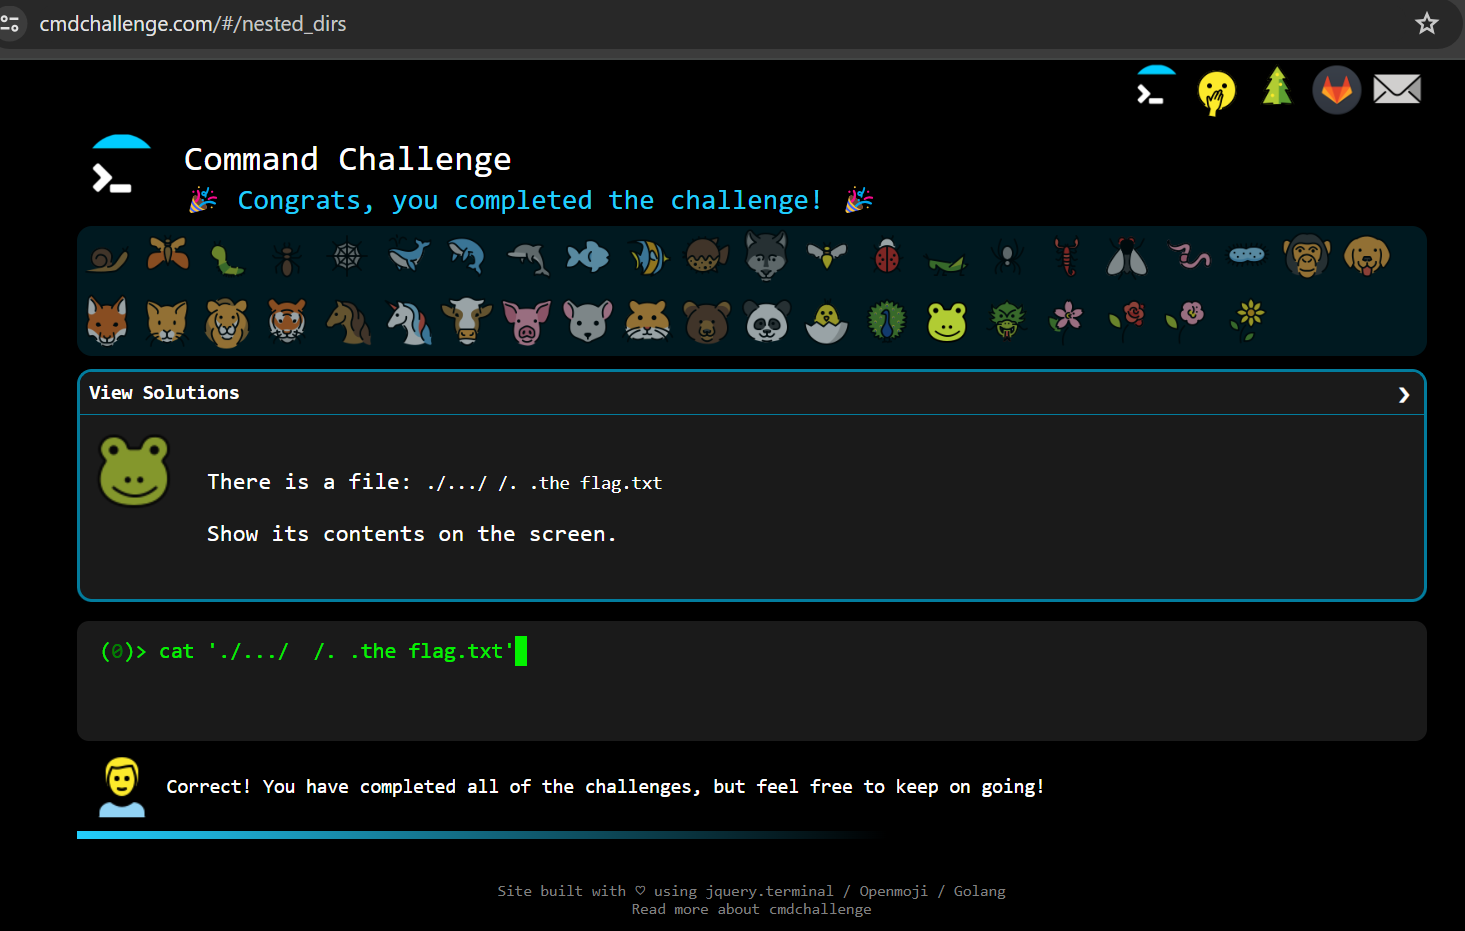 cmdchallenge.com/#/nested_dirs
Command Challenge
🎉 Congrats, you completed the challenge! 🎉
View Solutions
There is a file: ./.../ /. .the flag.txt
Show its contents on the screen.
(0)> cat './.../  /. .the flag.txt'
Correct! You have completed all of the challenges, but feel free to keep on going!
Site built with ♡ using jquery.terminal / Openmoji / Golang
Read more about cmdchallenge